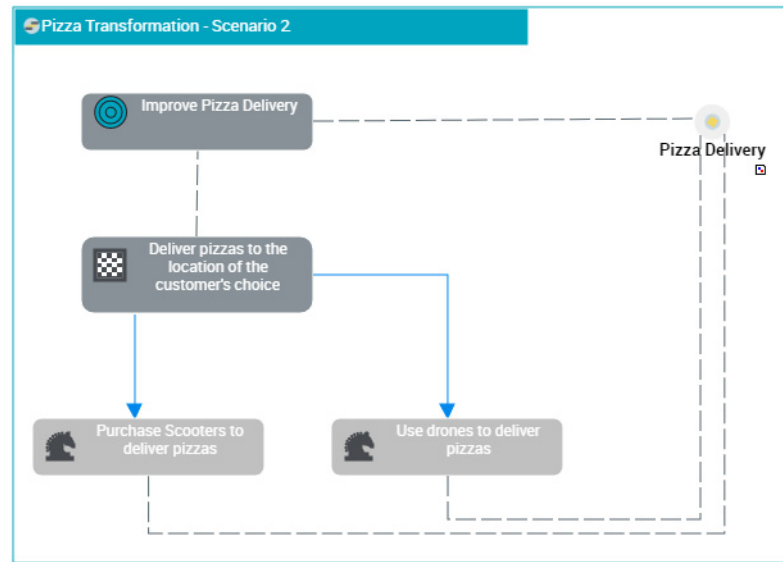 Pizza Transformation - Scenario 2
Improve Pizza Delivery
Pizza Delivery
Deliver pizzas to the
location of the
customer's choice
Purchase Scooters to
deliver pizzas
Use drones to deliver
pizzas